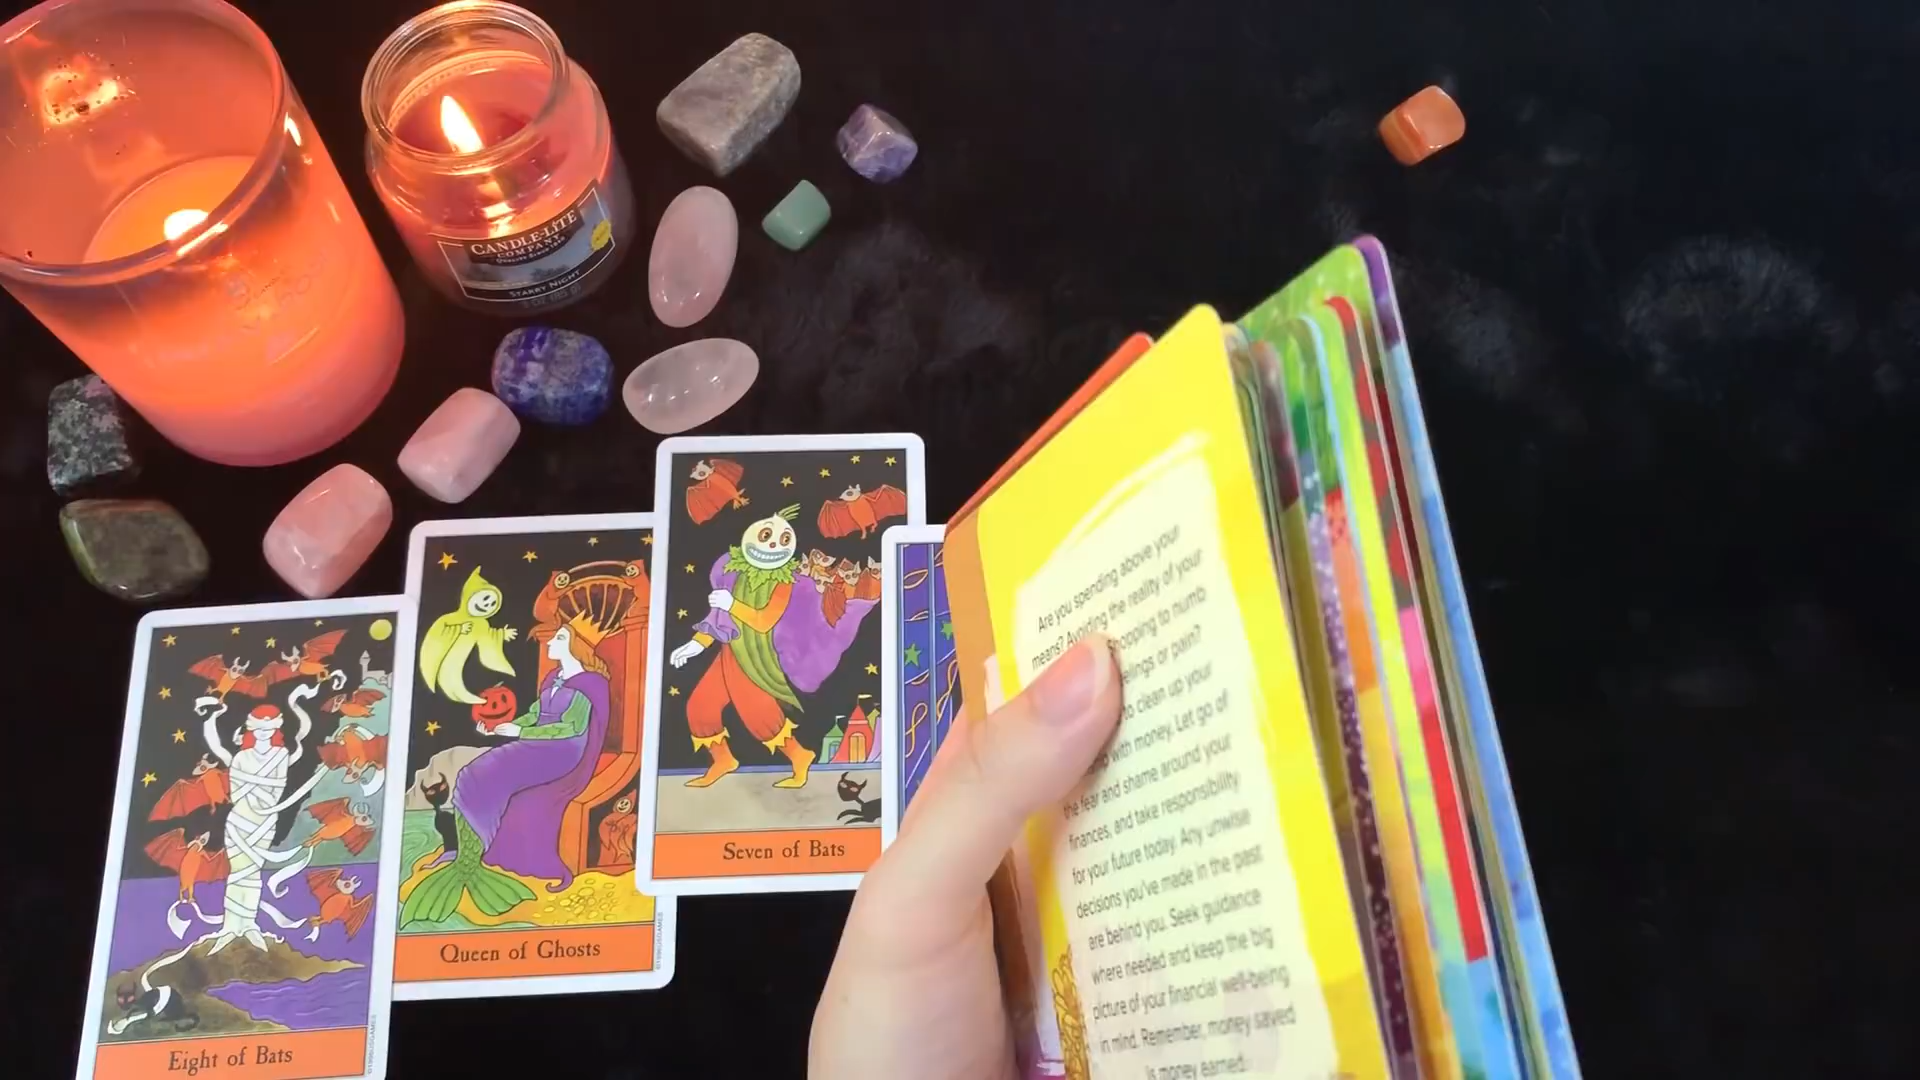 CANDLE-LITE
COMPANY
STARRY NIGHT
Eight of Bats
Queen of Ghosts
Seven of Bats
Are you spending above your
means? Avoiding the reality of your
Shopping to numb
or pain?
to clean up your
with money. Let go of
the fear and shame around your
finances, and take responsibility
for your future today. Any unwise
decisions you've made in the past
are behind you. Seek guidance
where needed and keep the big
picture of your financial well-being
in mind. Remember, money saved
is money earned.